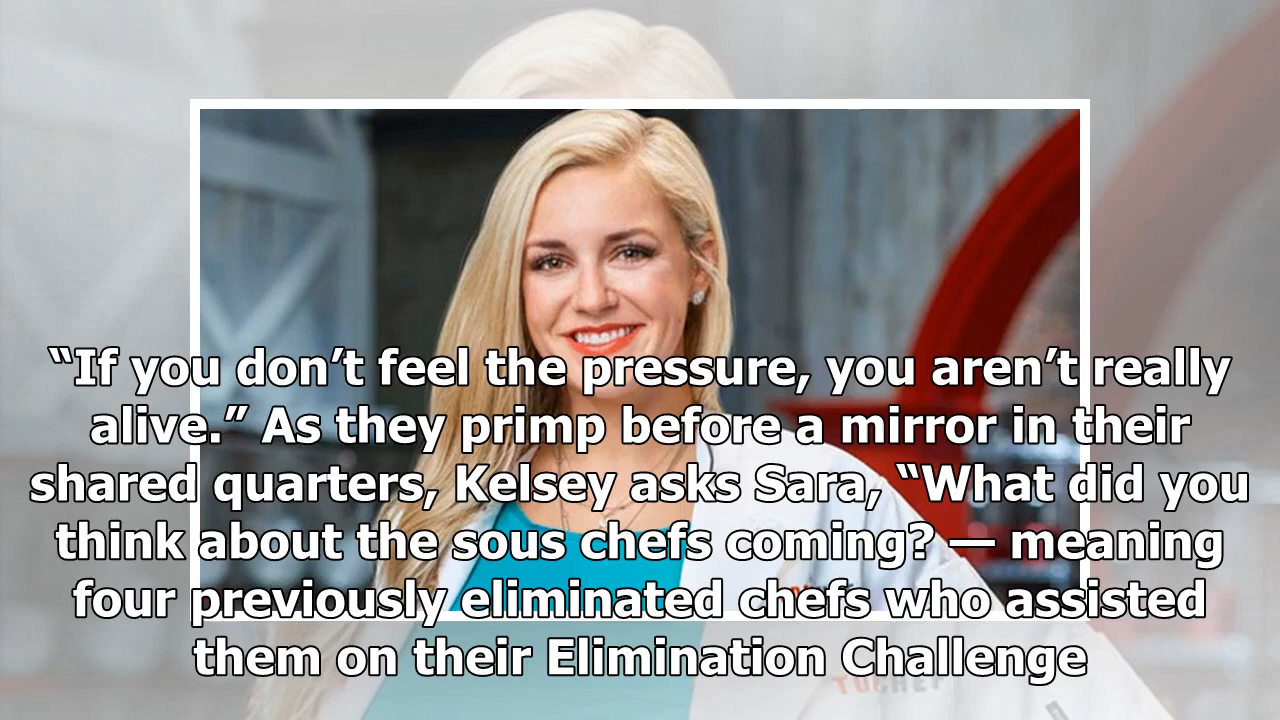 “If you don’t feel the pressure, you aren’t really
alive.” As they primp before a mirror in their
shared quarters, Kelsey asks Sara, “What did you
think about the sous chefs coming? — meaning
four previously eliminated chefs who assisted
them on their Elimination Challenge